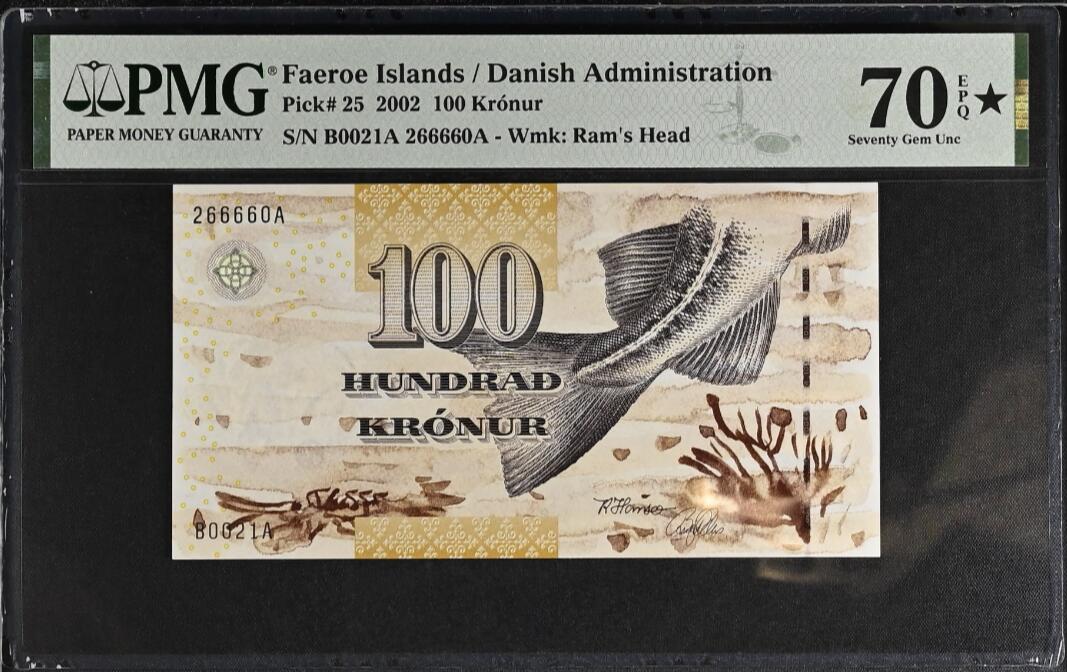 PMG®
PAPER MONEY GUARANTY
Faeroe Islands / Danish Administration
Pick# 25 2002 100 Krónur
S/N B0021A 266660A - Wmk: Ram's Head
70 EPQ ★
Seventy Gem Unc
266660A
100
HUNDRAÐ
KRÓNUR
B0021A